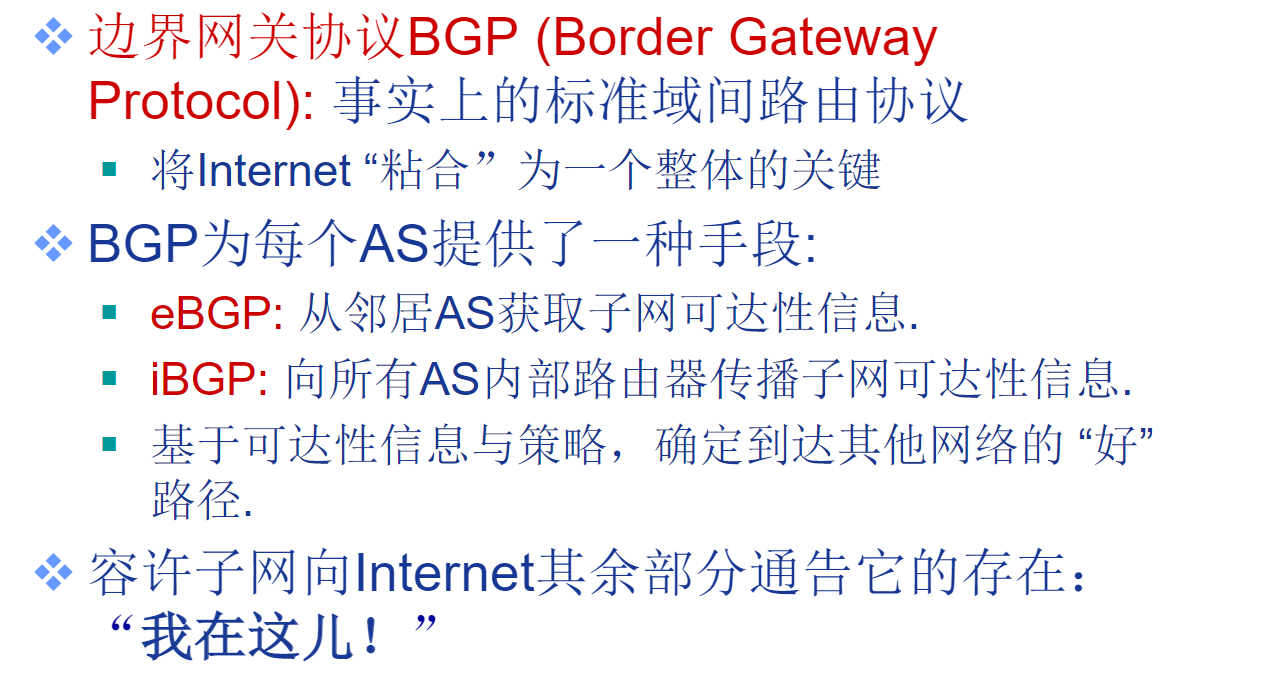 边界网关协议BGP (Border Gateway
Protocol): 事实上的标准域间路由协议
将Internet “粘合”为一个整体的关键
BGP为每个AS提供了一种手段:
eBGP: 从邻居AS获取子网可达性信息.
iBGP: 向所有AS内部路由器传播子网可达性信息.
基于可达性信息与策略，确定到达其他网络的 “好”
路径.
容许子网向Internet其余部分通告它的存在：
“我在这儿！”